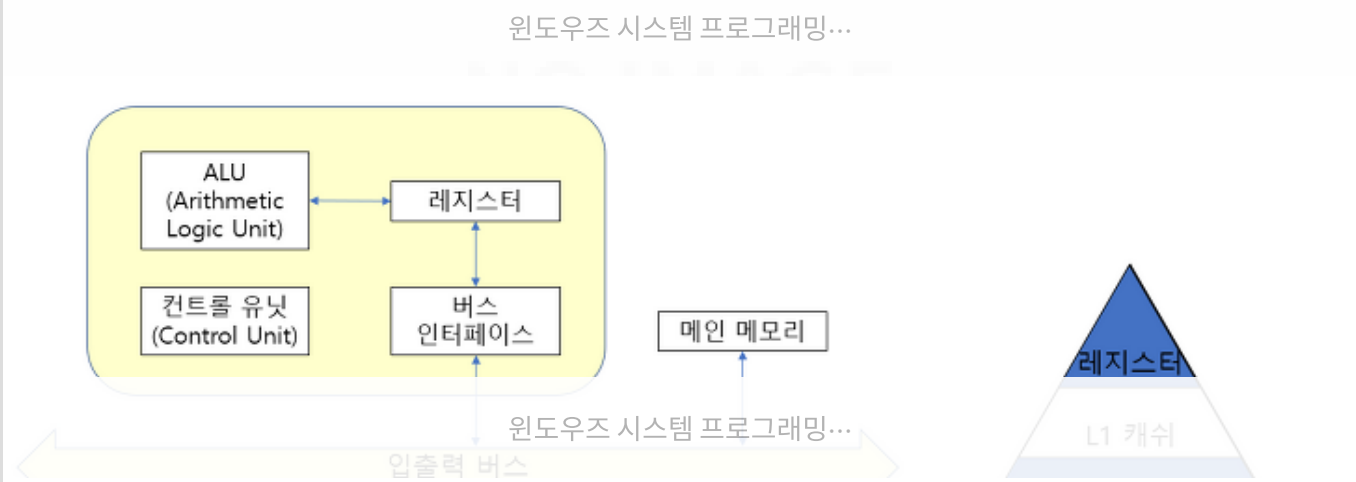 윈도우즈 시스템 프로그래밍…
ALU
(Arithmetic
Logic Unit)
레지스터
컨트롤 유닛
(Control Unit)
버스
인터페이스
메인 메모리
레지스터
윈도우즈 시스템 프로그래밍…
L1 캐쉬
입출력 버스